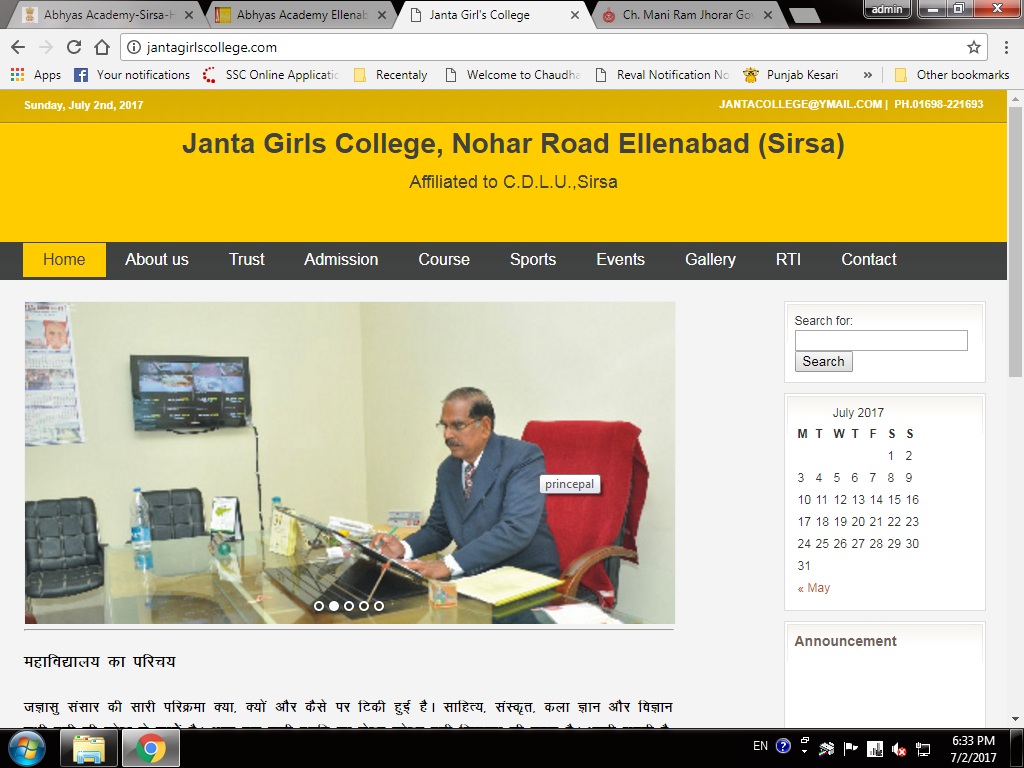 Abhyas Academy-Sirsa-H
Abhyas Academy Ellenab
Janta Girl's College
Ch. Mani Ram Jhorar Gov
admin
jantagirlscollege.com
Apps
Your notifications
SSC Online Applicatic
Recentaly
Welcome to Chaudha
Reval Notification No
Punjab Kesari
»
Other bookmarks
Sunday, July 2nd, 2017
JANTACOLLEGE@YMAIL.COM | PH.01698-221693
Janta Girls College, Nohar Road Ellenabad (Sirsa)
Affiliated to C.D.L.U.,Sirsa
Home About us Trust Admission Course Sports Events Gallery RTI Contact
princepal
Search for:
Search
July 2017
M T W T F S S
1 2
3 4 5 6 7 8 9
10 11 12 13 14 15 16
17 18 19 20 21 22 23
24 25 26 27 28 29 30
31
« May
Announcement
महाविद्यालय का परिचय
जज्ञासु संसार की सारी परिक्रमा क्या, क्यों और कैसे पर टिकी हुई है। साहित्य, संस्कृत, कला ज्ञान और विज्ञान
EN
6:33 PM
7/2/2017